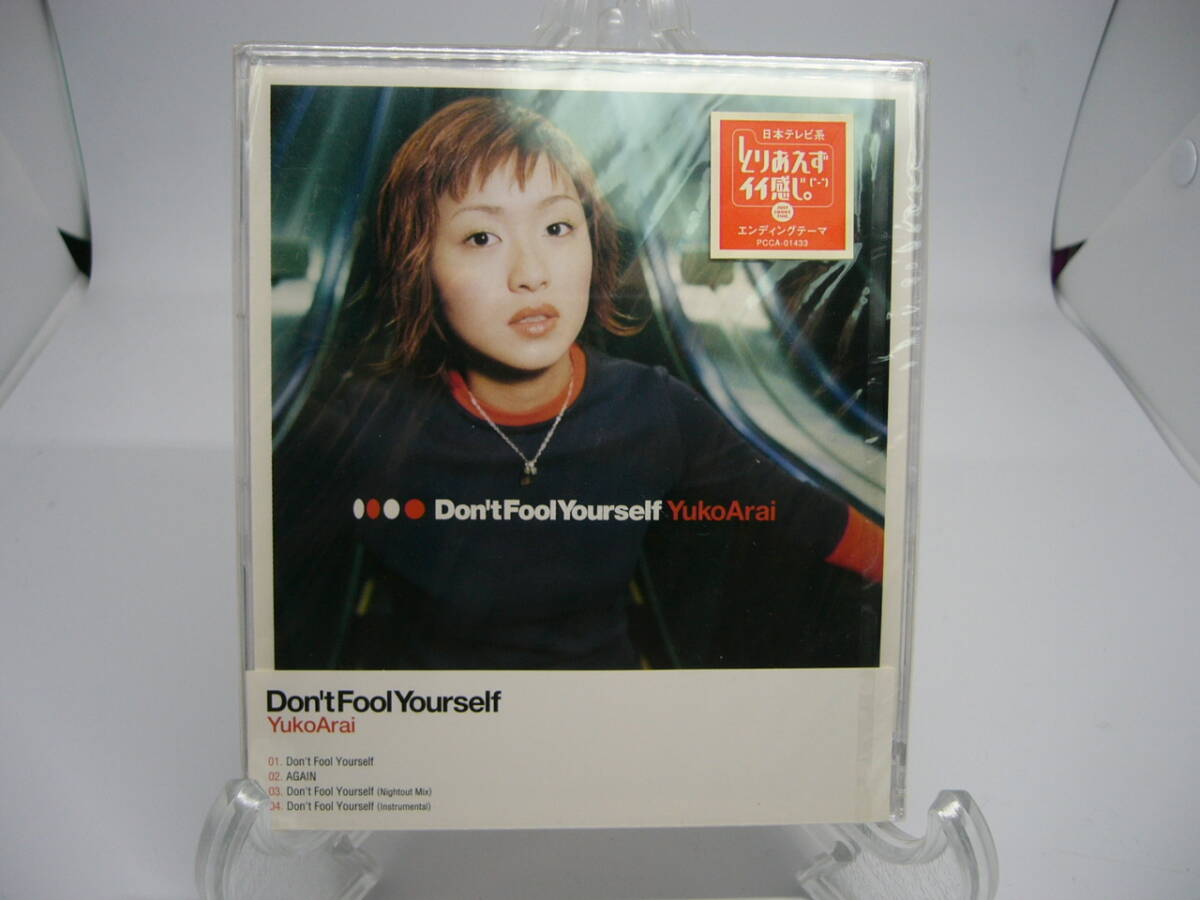 日本テレビ系
とりあえず
イイ感じ。
エンディングテーマ
PCCA-01433
Don't Fool Yourself YukoArai
Don't Fool Yourself
YukoArai
01. Don't Fool Yourself
02. AGAIN
03. Don't Fool Yourself (Nightout Mix)
04. Don't Fool Yourself (Instrumental)